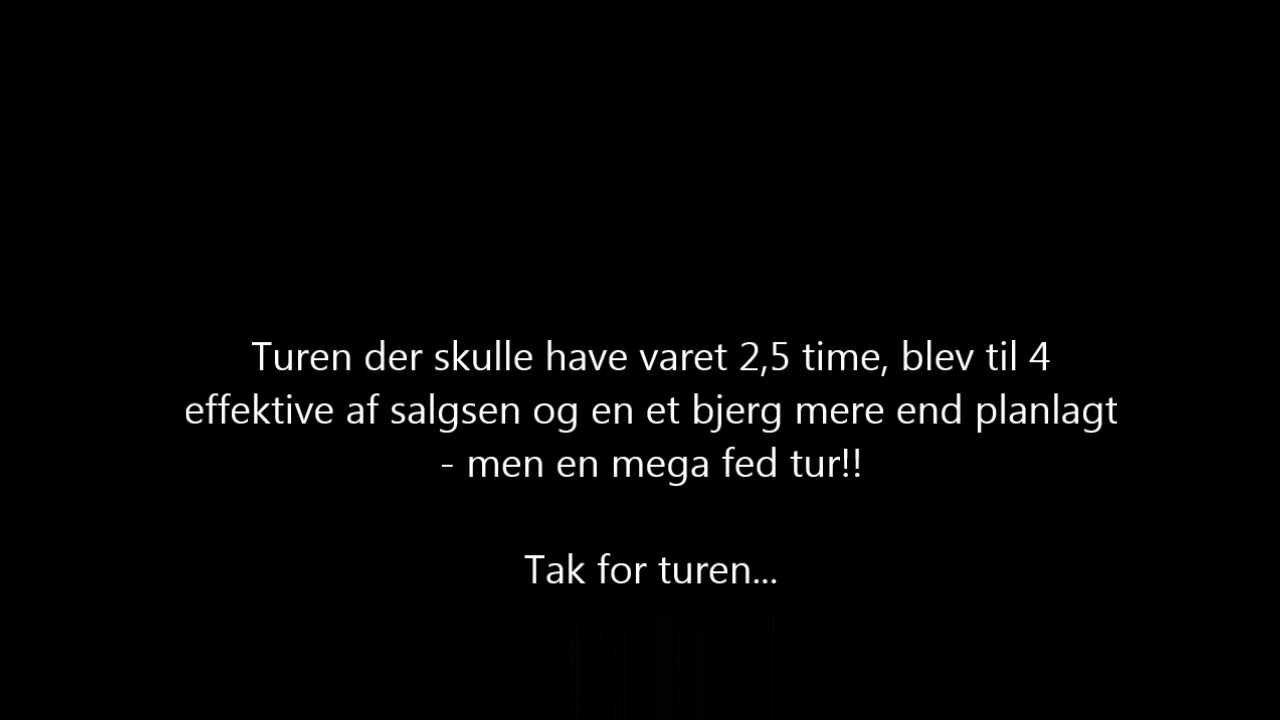 Turen der skulle have varet 2,5 time, blev til 4
effektive af salgsen og en et bjerg mere end planlagt
- men en mega fed tur!!
Tak for turen...